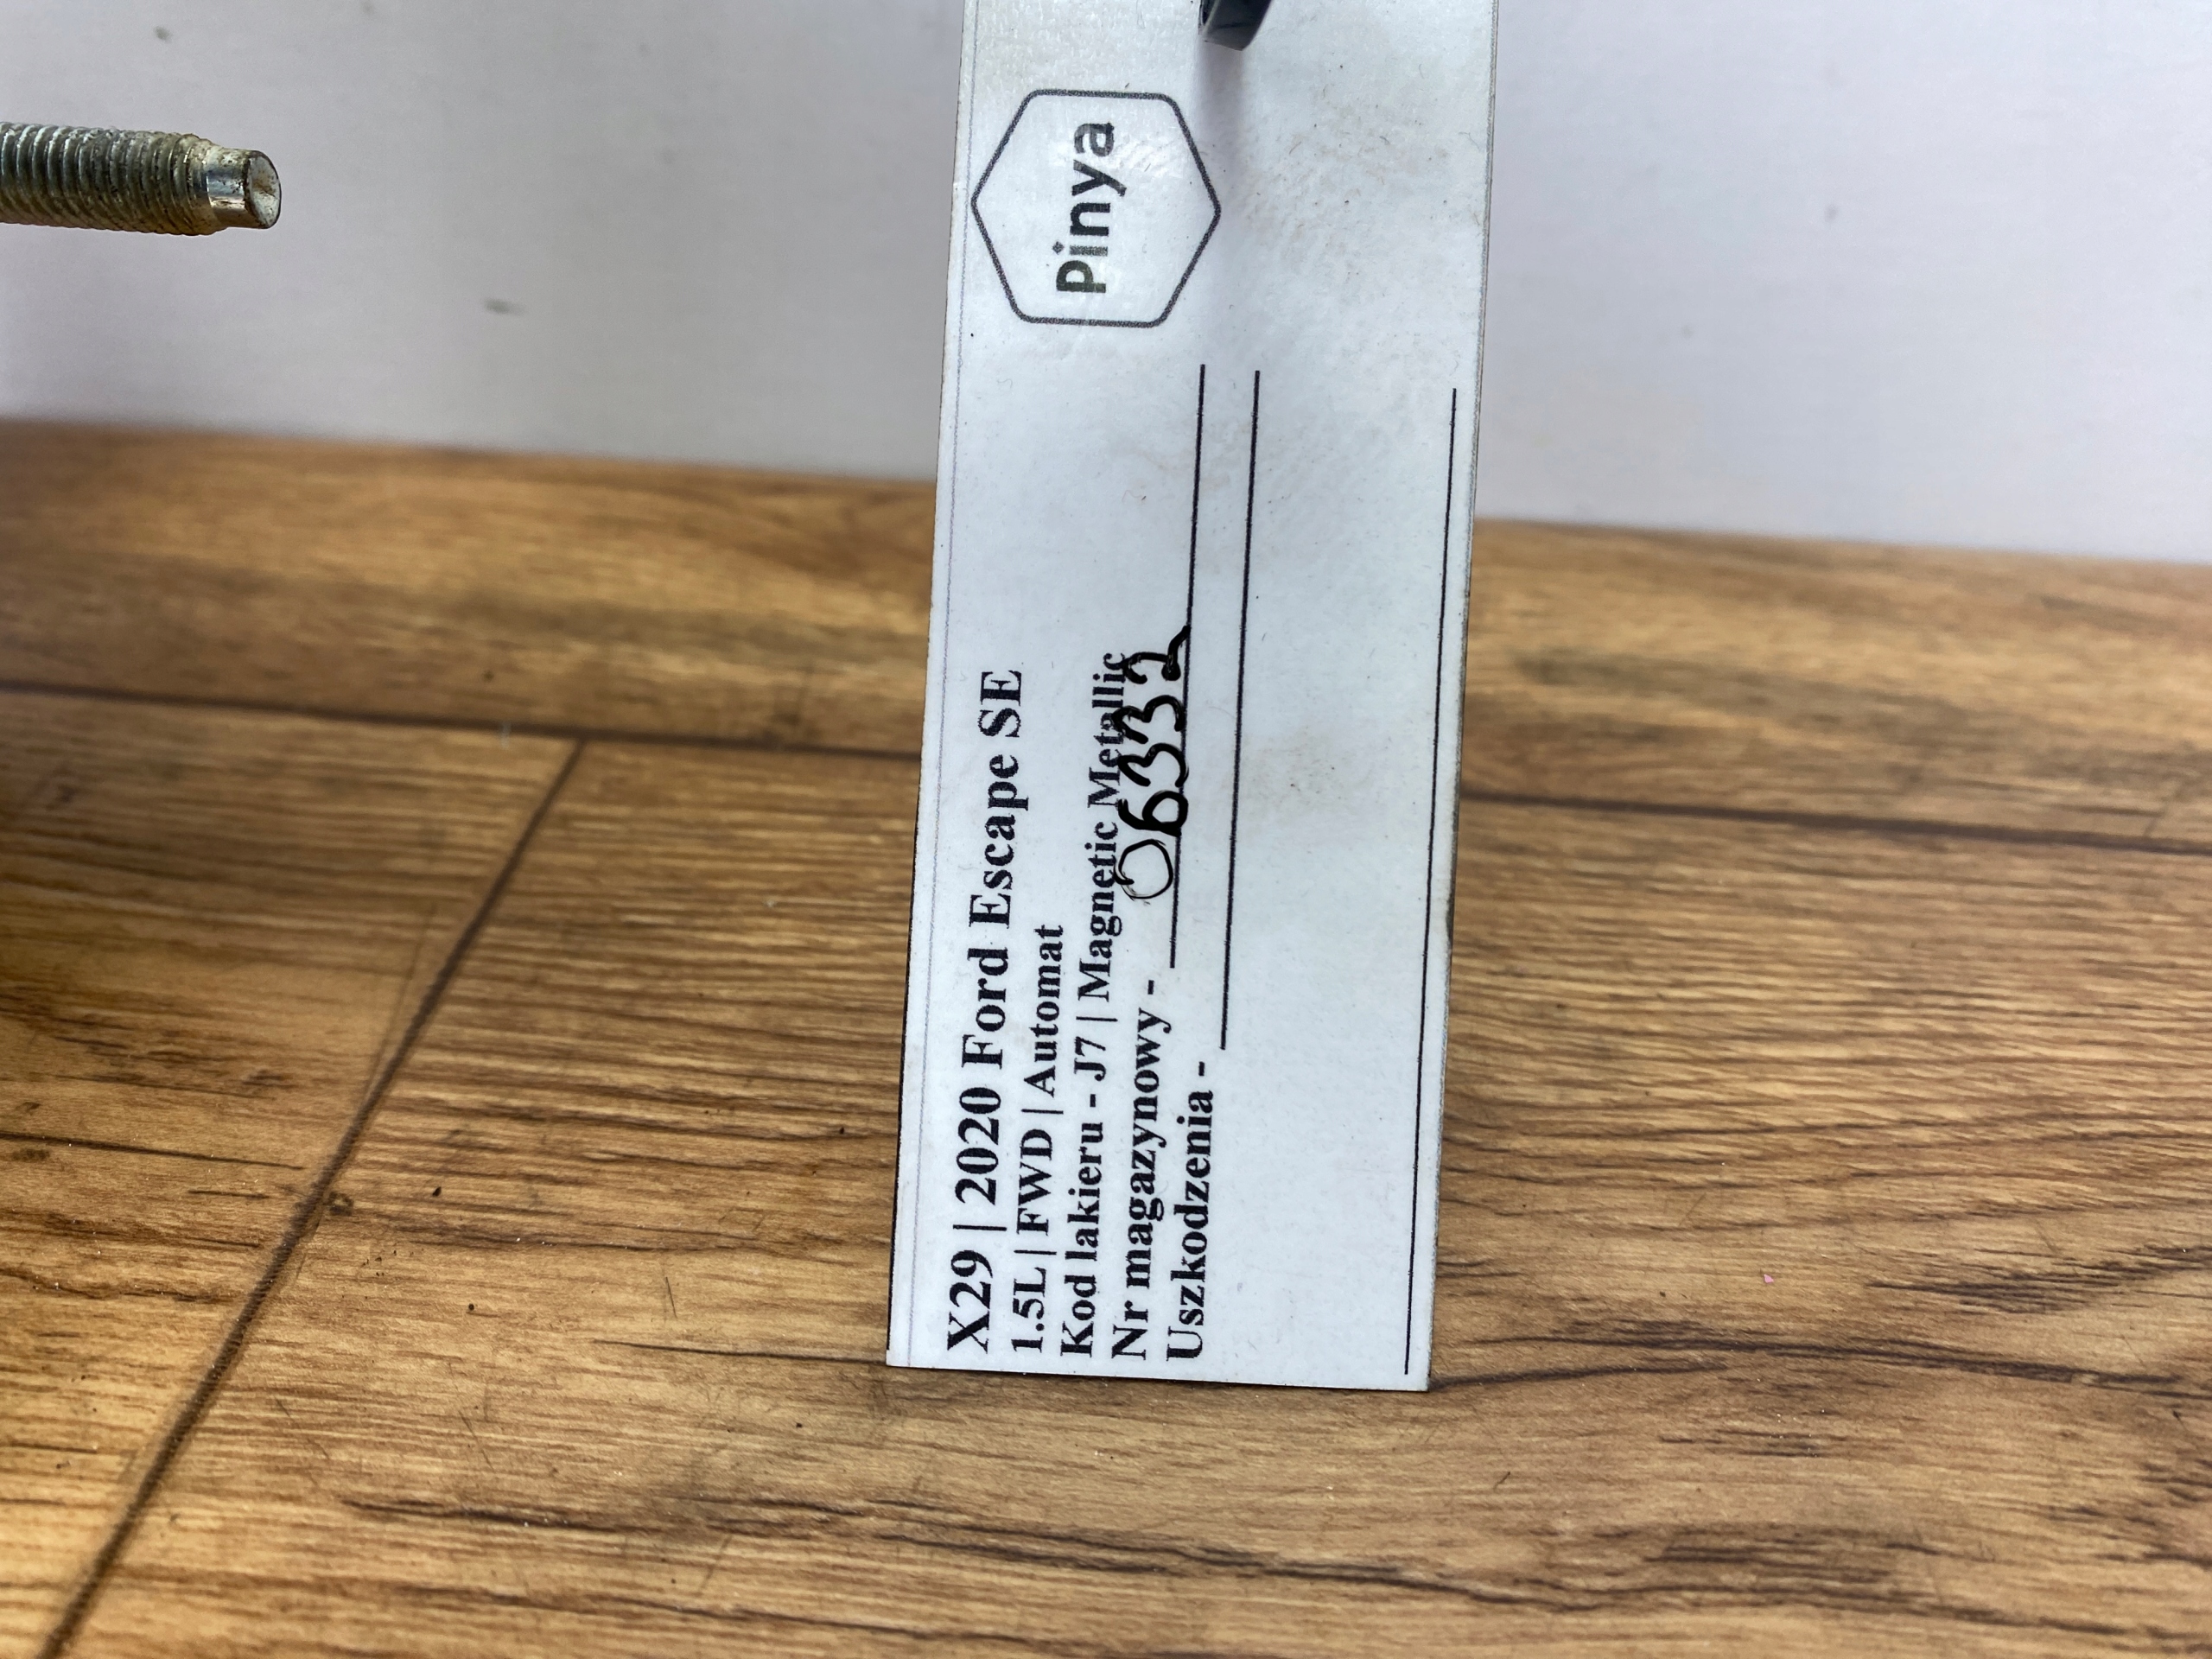 Pinya
X29 | 2020 Ford Escape SE
1.5L | FWD | Automat
Kod lakieru - J7 | Magnetic Metallic
Nr magazynowy - 06332
Uszkodzenia -